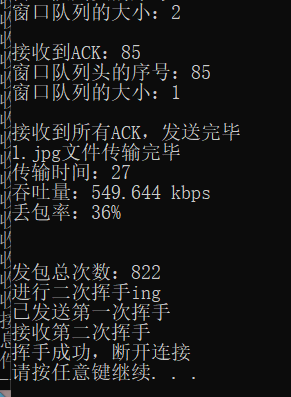 窗口队列的大小：2
接收到ACK：85
窗口队列头的序号：85
窗口队列的大小：1
接收到所有ACK，发送完毕
1.jpg文件传输完毕
传输时间：27
吞吐量：549.644 kbps
丢包率：36%
发包总次数：822
进行二次挥手ing
已发送第一次挥手
接收第二次挥手
挥手成功，断开连接
请按任意键继续. . .